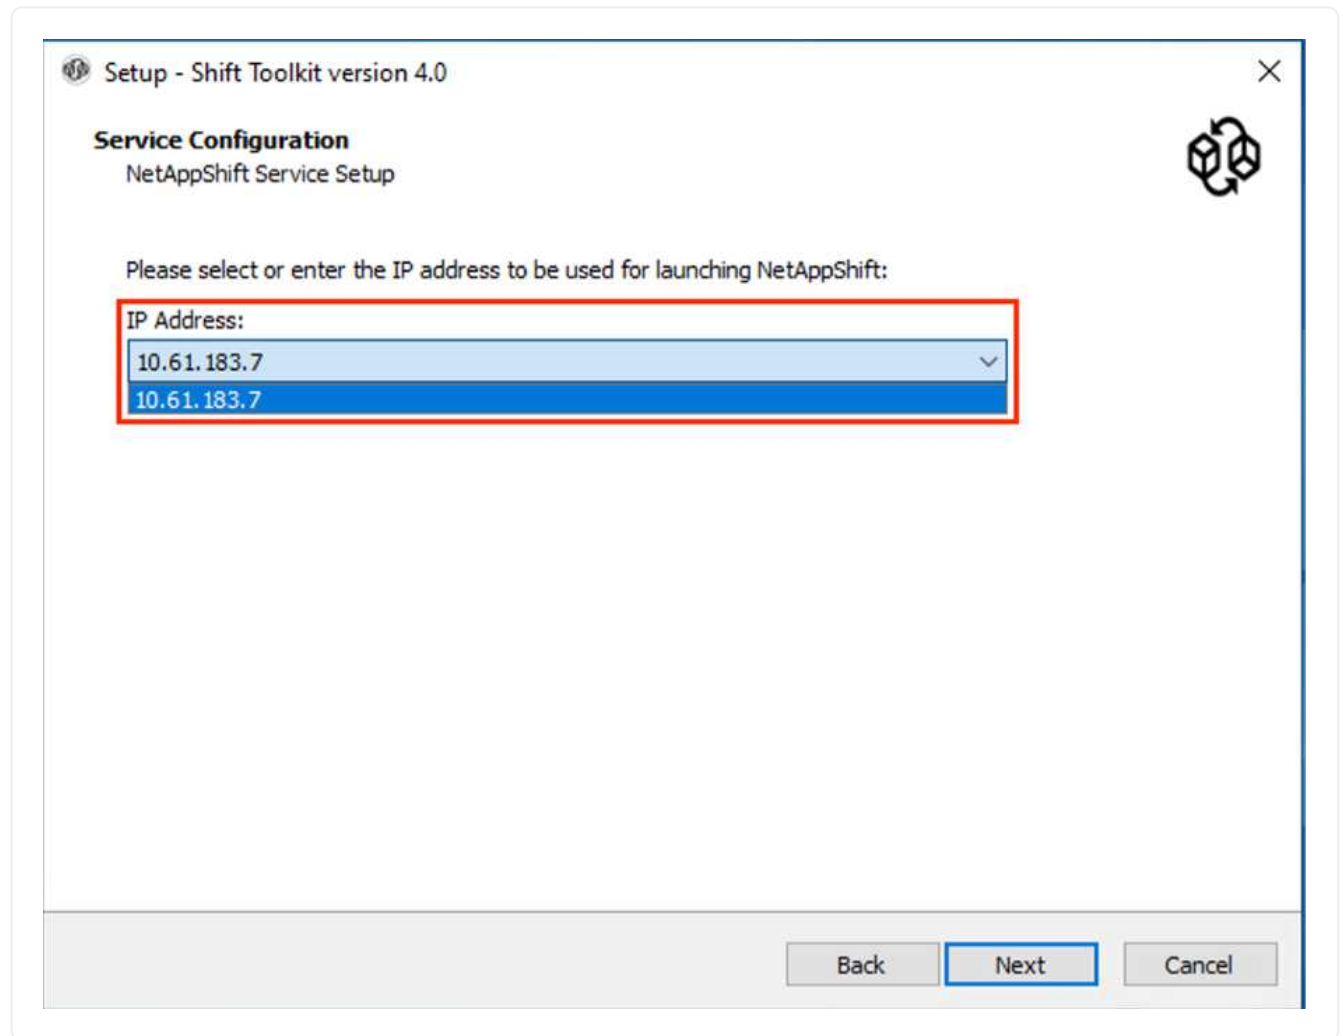 Setup - Shift Toolkit version 4.0
Service Configuration
NetAppShift Service Setup
Please select or enter the IP address to be used for launching NetAppShift:
IP Address:
10.61.183.7
10.61.183.7
Back Next Cancel